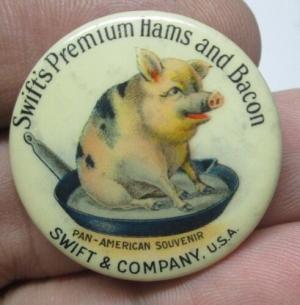 Swift's Premium Hams and Bacon
PAN-AMERICAN SOUVENIR
SWIFT & COMPANY, U.S.A.